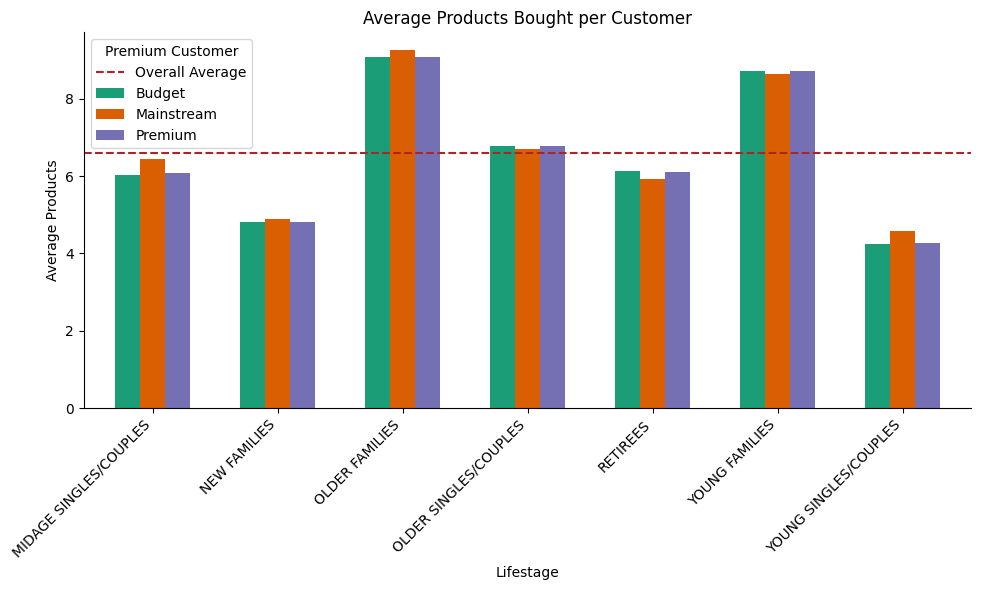 Average Products Bought per Customer
Premium Customer
Overall Average
Budget
Mainstream
Premium
Average Products
8
6
4
2
0
MIDAGE SINGLES/COUPLES
NEW FAMILIES
OLDER FAMILIES
OLDER SINGLES/COUPLES
RETIREES
YOUNG FAMILIES
YOUNG SINGLES/COUPLES
Lifestage